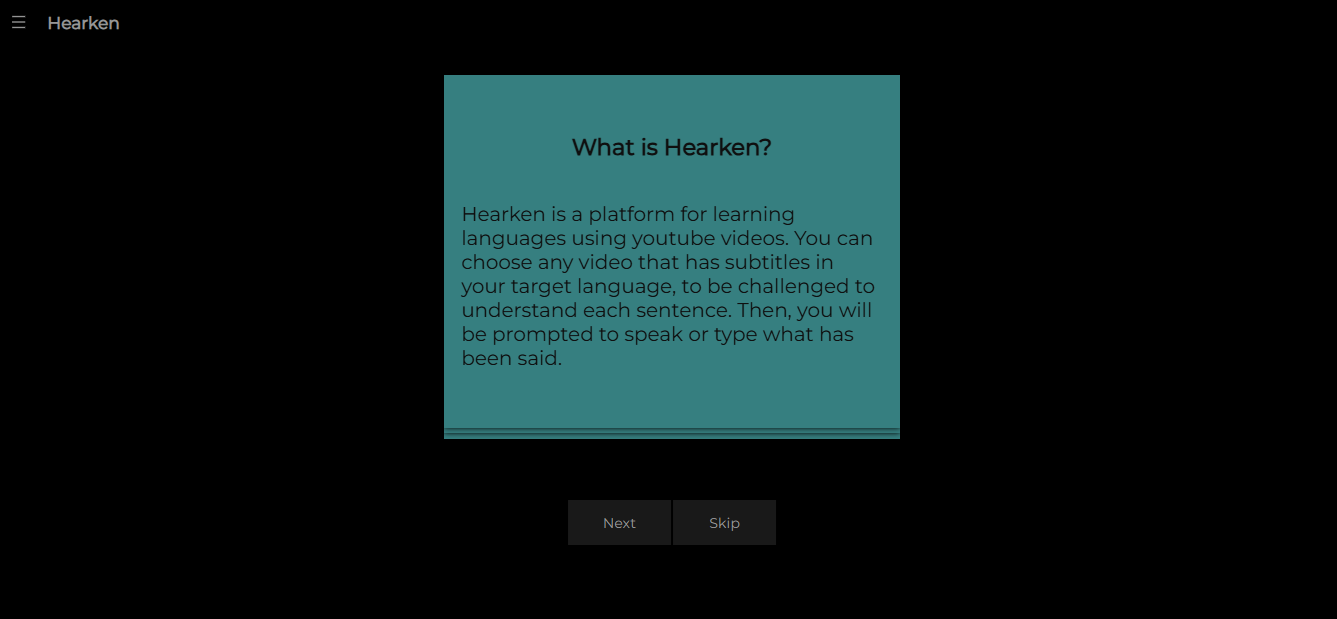 Hearken
What is Hearken?
Hearken is a platform for learning
languages using youtube videos. You can
choose any video that has subtitles in
your target language, to be challenged to
understand each sentence. Then, you will
be prompted to speak or type what has
been said.
Next
Skip